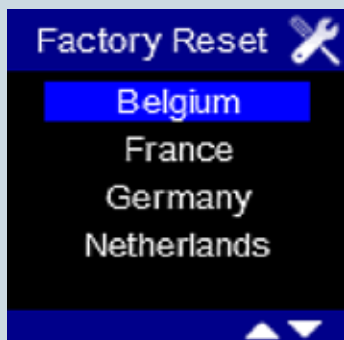 Factory Reset
Belgium
France
Germany
Netherlands